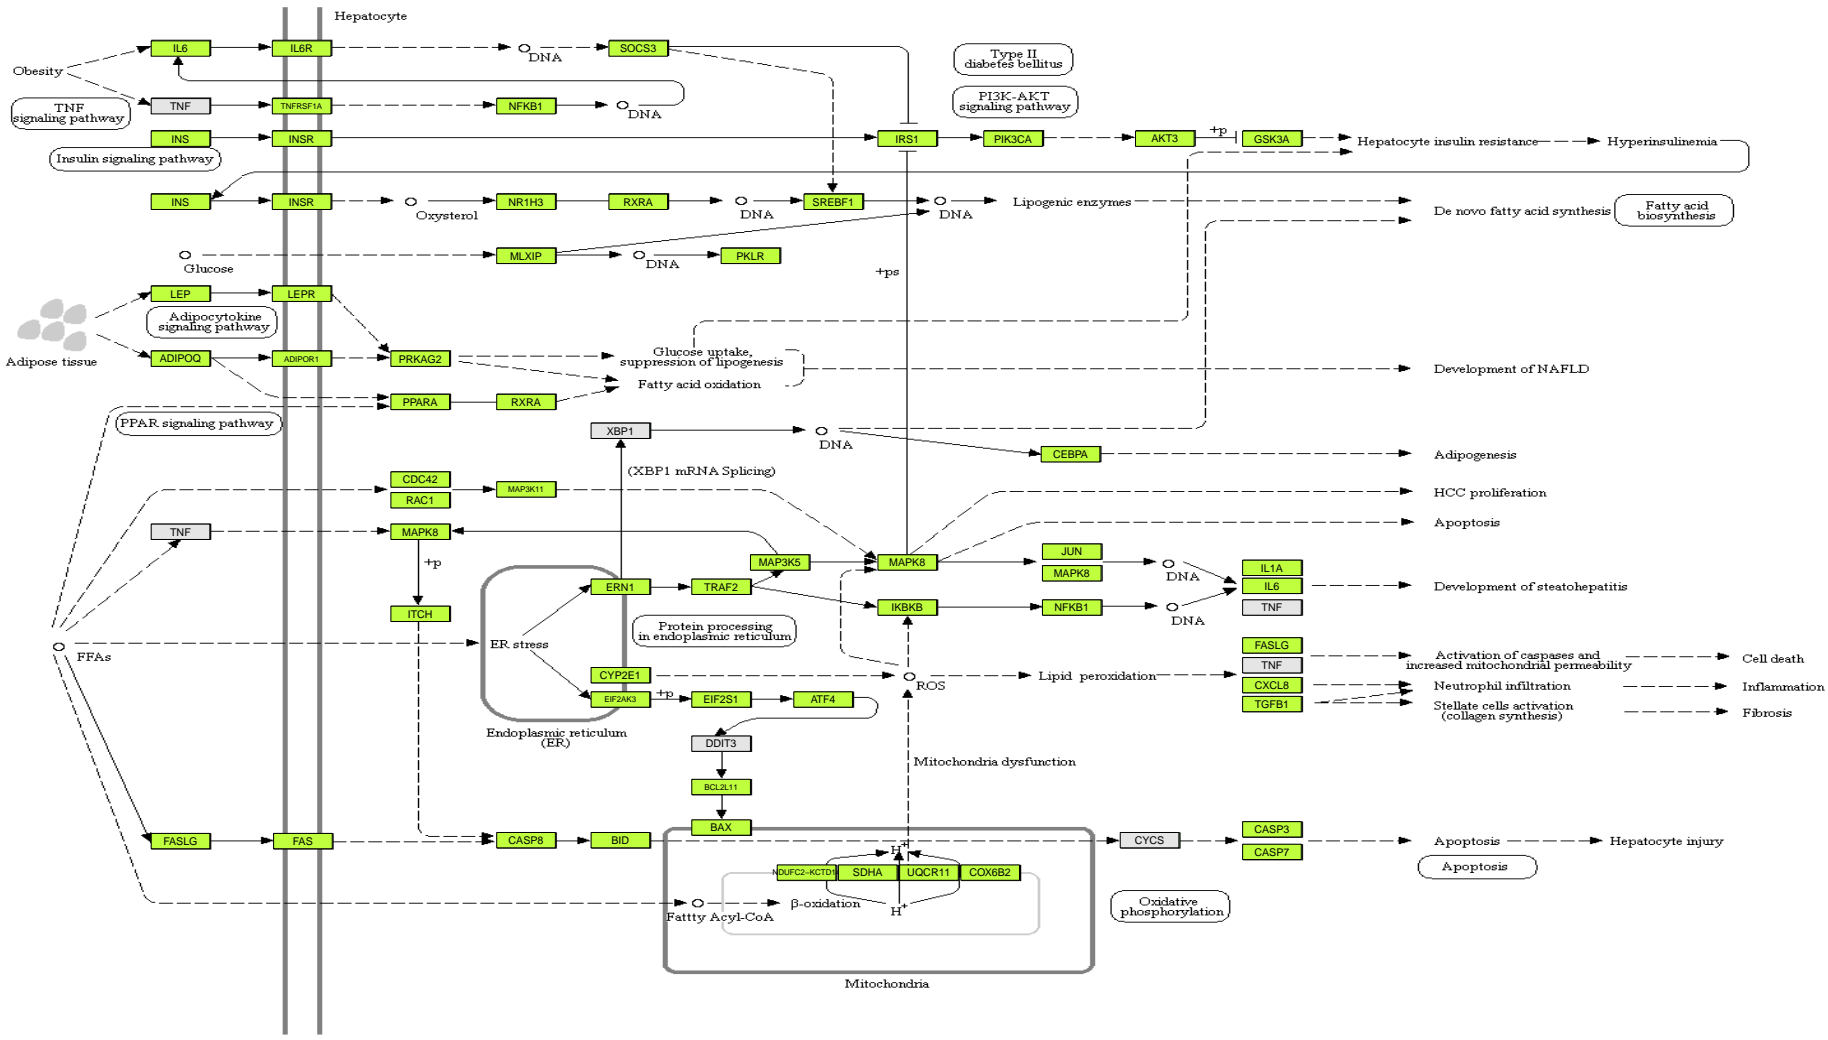 Hepatocyte
IL6
IL6R
DNA
SOCS3
Type II
diabetes bellitus
Obesity
TNF
TNFRSF1A
NFKB1
DNA
PI3K-AKT
signaling pathway
TNF
signaling pathway
INS
INSR
IRS1
PIK3CA
AKT3
+p
GSK3A
Hepatocyte insulin resistance
Hyperinsulinemia
Insulin signaling pathway
INS
INSR
Oxysterol
NR1H3
RXRA
DNA
SREBF1
DNA
Lipogenic enzymes
De novo fatty acid synthesis
Fatty acid
biosynthesis
Glucose
MLXIP
DNA
PKLR
+ps
LEP
LEPR
Adipocytokine
signaling pathway
Adipose tissue
ADIPOQ
ADIPOR1
PRKAG2
Glucose uptake,
suppression of lipogenesis
Fatty acid oxidation
Development of NAFLD
PPARA
RXRA
PPAR signaling pathway
XBP1
DNA
CEBPA
Adipogenesis
(XBP1 mRNA Splicing)
CDC42
RAC1
MAP3K11
HCC proliferation
Apoptosis
TNF
MAPK8
+p
ITCH
MAP3K5
MAPK8
JUN
MAPK8
DNA
IL1A
IL6
TNF
Development of steatohepatitis
ERN1
TRAF2
IKBKB
NFKB1
DNA
Protein processing
in endoplasmic reticulum
ER stress
FFAs
CYP2E1
ROS
Lipid peroxidation
FASLG
TNF
CXCL8
TGFB1
Activation of caspases and
increased mitochondrial permeability
Cell death
Neutrophil infiltration
Inflammation
Stellate cells activation
(collagen synthesis)
Fibrosis
EIF2AK3
+p
EIF2S1
ATF4
Endoplasmic reticulum
(ER)
DDIT3
Mitochondria dysfunction
BCL2L11
BAX
FASLG
FAS
CASP8
BID
CYCS
CASP3
CASP7
Apoptosis
Hepatocyte injury
Apoptosis
H+
NDUFC2-KCTD1
SDHA
UQCR11
COX6B2
Fattty Acyl-CoA
β-oxidation
H+
Oxidative
phosphorylation
Mitochondria